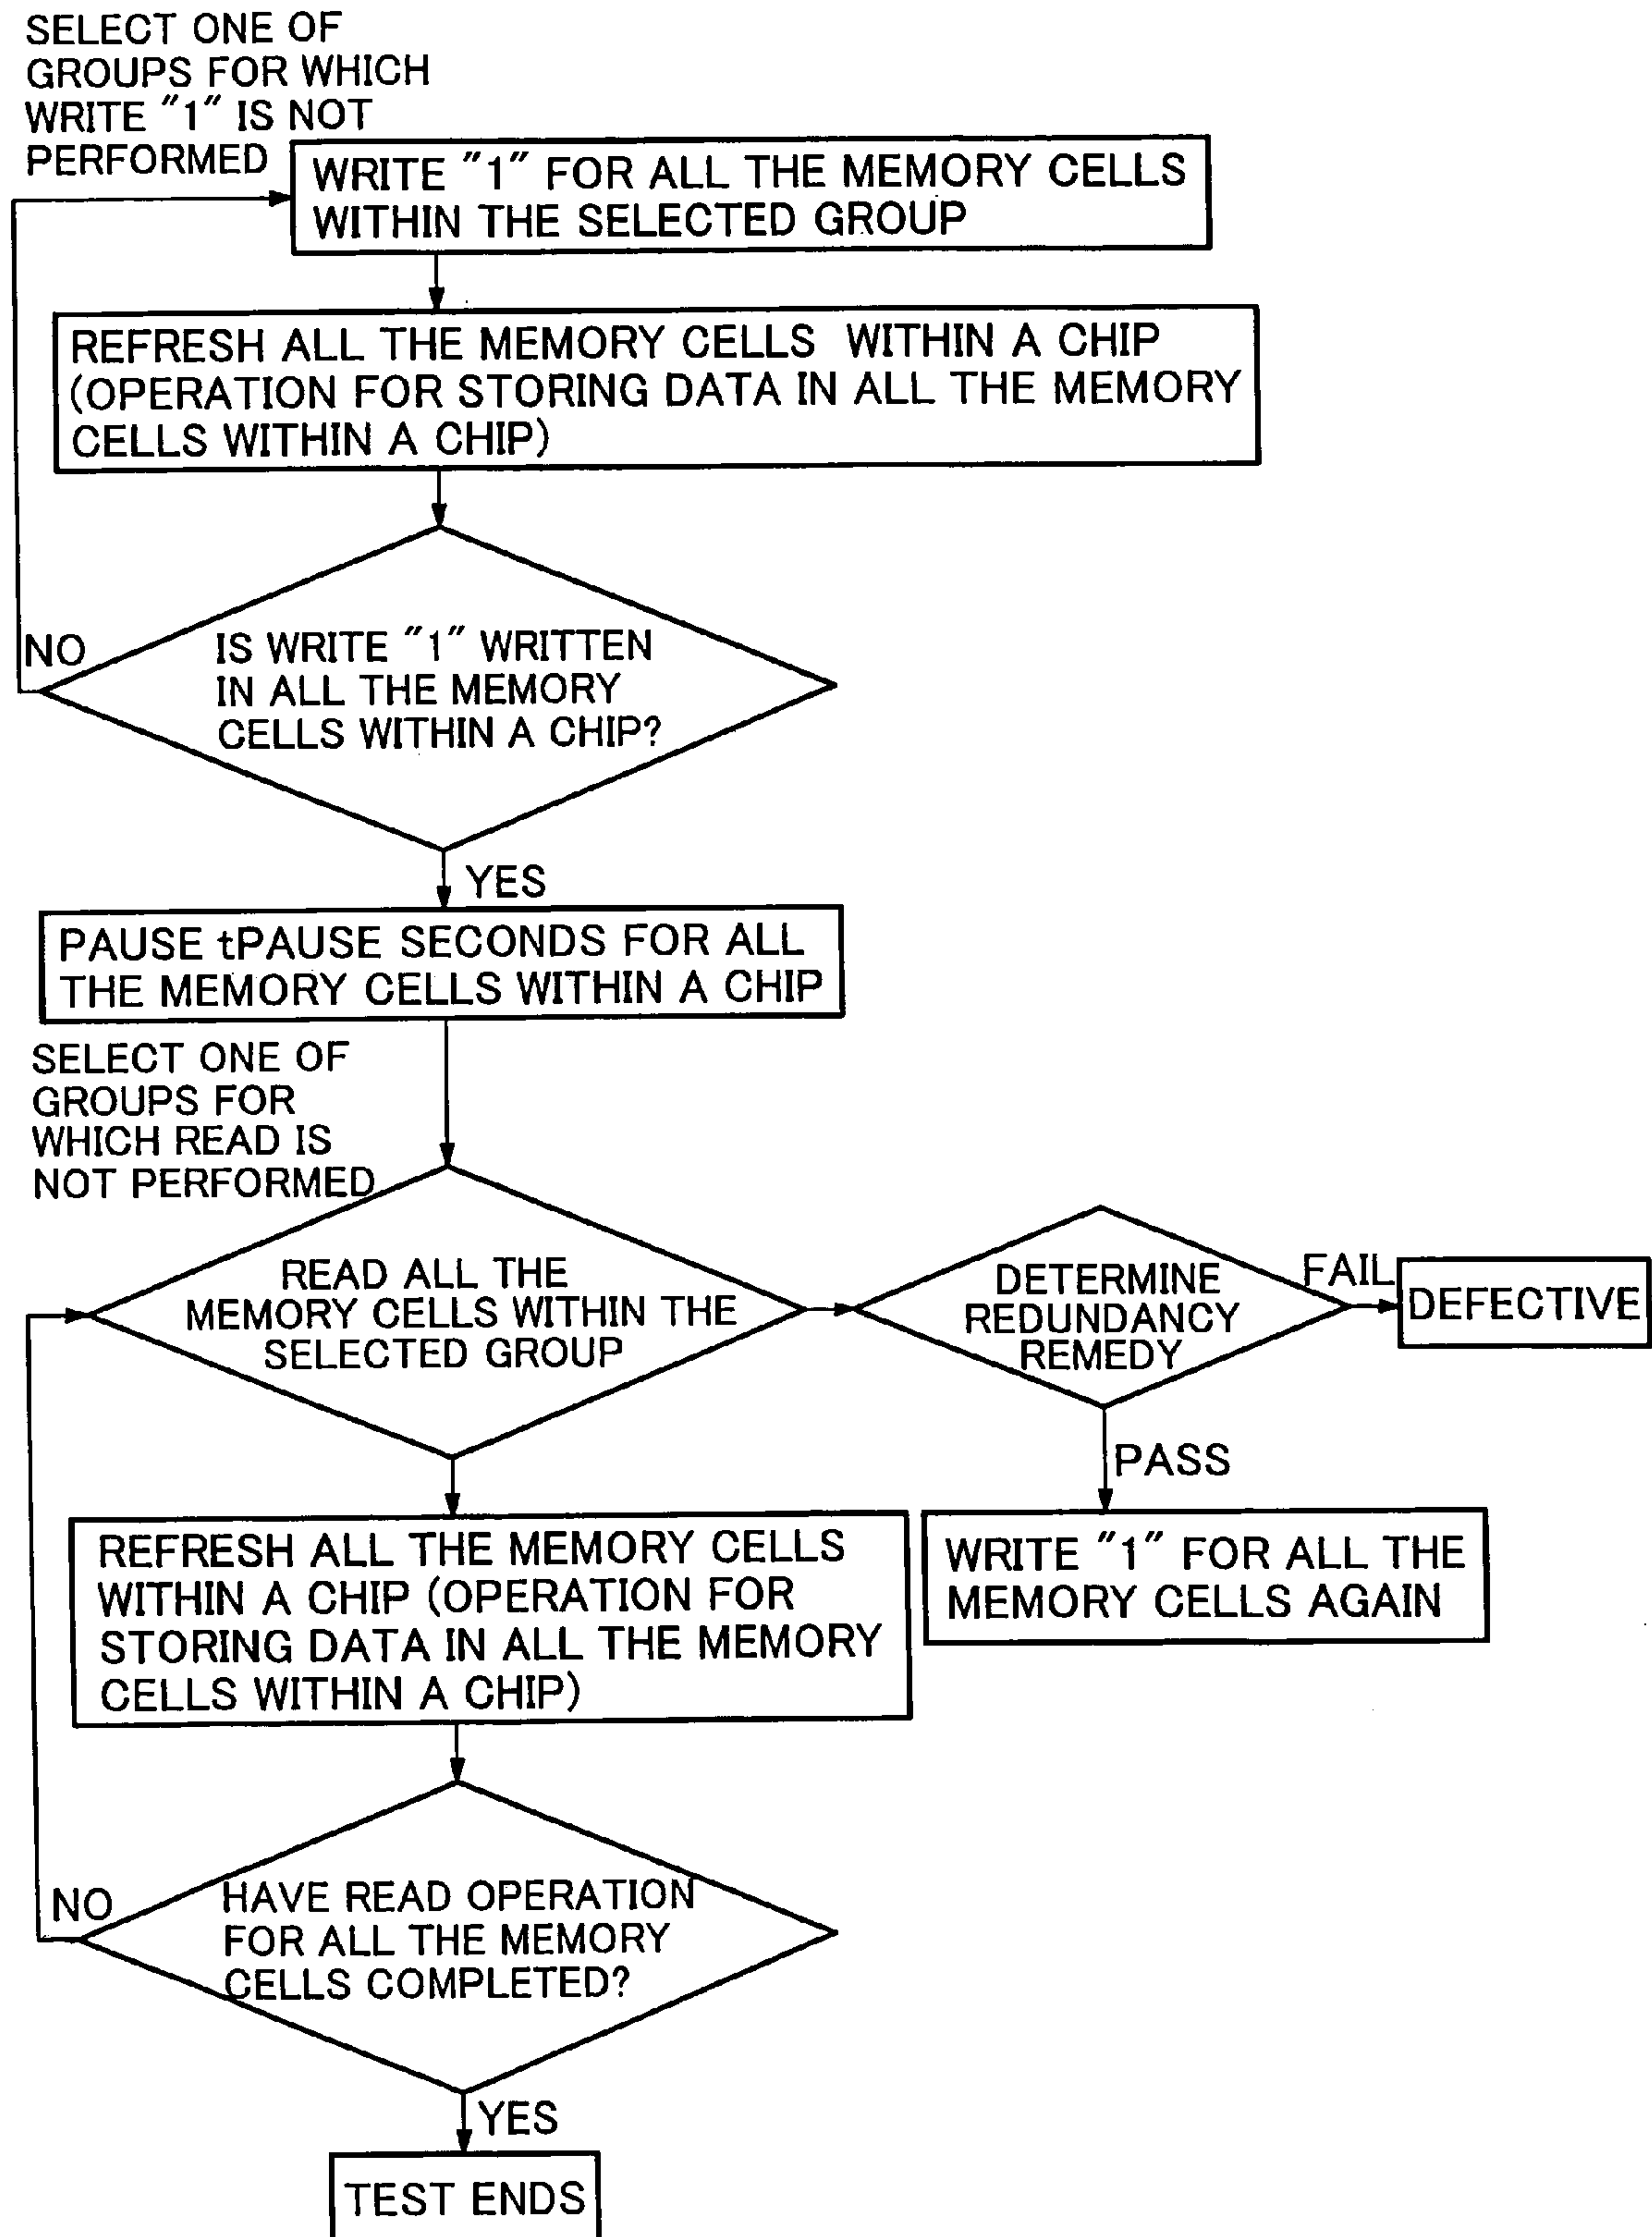 SELECT ONE OF
GROUPS FOR WHICH
WRITE "1" IS NOT
PERFORMED
WRITE "1" FOR ALL THE MEMORY CELLS
WITHIN THE SELECTED GROUP
REFRESH ALL THE MEMORY CELLS WITHIN A CHIP
(OPERATION FOR STORING DATA IN ALL THE MEMORY
CELLS WITHIN A CHIP)
NO
IS WRITE "1" WRITTEN
IN ALL THE MEMORY
CELLS WITHIN A CHIP?
YES
PAUSE tPAUSE SECONDS FOR ALL
THE MEMORY CELLS WITHIN A CHIP
SELECT ONE OF
GROUPS FOR
WHICH READ IS
NOT PERFORMED
READ ALL THE
MEMORY CELLS WITHIN THE
SELECTED GROUP
DETERMINE
REDUNDANCY
REMEDY
FAIL
DEFECTIVE
PASS
REFRESH ALL THE MEMORY CELLS
WITHIN A CHIP (OPERATION FOR
STORING DATA IN ALL THE MEMORY
CELLS WITHIN A CHIP)
WRITE "1" FOR ALL THE
MEMORY CELLS AGAIN
NO
HAVE READ OPERATION
FOR ALL THE MEMORY
CELLS COMPLETED?
YES
TEST ENDS